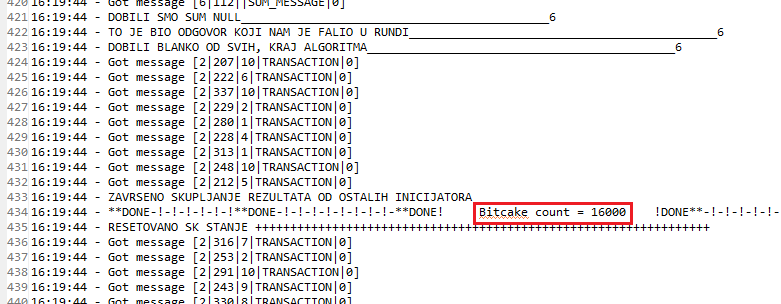 420 16:19:44 - Got message [6|112||SUM_MESSAGE|0]
421 16:19:44 - DOBILI SMO SUM NULL____________________________________________6
422 16:19:44 - TO JE BIO ODGOVOR KOJI NAM JE FALIO U RUNDI____________________________________________6
423 16:19:44 - DOBILI BLANKO OD SVIH, KRAJ ALGORITMA____________________________________________6
424 16:19:44 - Got message [2|207|10|TRANSACTION|0]
425 16:19:44 - Got message [2|222|6|TRANSACTION|0]
426 16:19:44 - Got message [2|337|10|TRANSACTION|0]
427 16:19:44 - Got message [2|229|2|TRANSACTION|0]
428 16:19:44 - Got message [2|280|1|TRANSACTION|0]
429 16:19:44 - Got message [2|228|4|TRANSACTION|0]
430 16:19:44 - Got message [2|313|1|TRANSACTION|0]
431 16:19:44 - Got message [2|248|10|TRANSACTION|0]
432 16:19:44 - Got message [2|212|5|TRANSACTION|0]
433 16:19:44 - ZAVRSENO SKUPLJANJE REZULTATA OD OSTALIH INICIJATORA
434 16:19:44 - **DONE-!-!-!-!-!-!**DONE-!-!-!-!-!-!-!-!-**DONE! Bitcake count = 16000 !DONE**-!-!-!-!-!-
435 16:19:44 - RESETOVANO SK STANJE ++++++++++++++++++++++++++++++++++++++++++++++++++++++++++++++++++
436 16:19:44 - Got message [2|316|7|TRANSACTION|0]
437 16:19:44 - Got message [2|253|2|TRANSACTION|0]
438 16:19:44 - Got message [2|291|10|TRANSACTION|0]
439 16:19:44 - Got message [2|243|9|TRANSACTION|0]
440 16:19:44 - Got message [2|330|8|TRANSACTION|0]